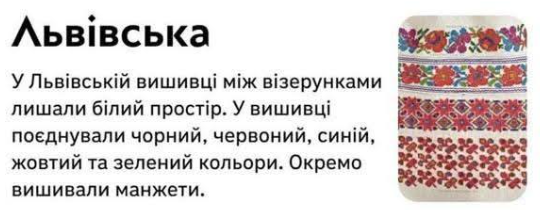 Львівська
У Львівській вишивці між візерунками
лишали білий простір. У вишивці
поєднували чорний, червоний, синій,
жовтий та зелений кольори. Окремо
вишивали манжети.